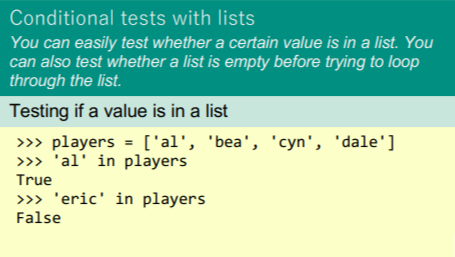 Conditional tests with lists
You can easily test whether a certain value is in a list. You
can also test whether a list is empty before trying to loop
through the list.
Testing if a value is in a list
>>> players = ['al', 'bea', 'cyn', 'dale']
>>> 'al' in players
True
>>> 'eric' in players
False